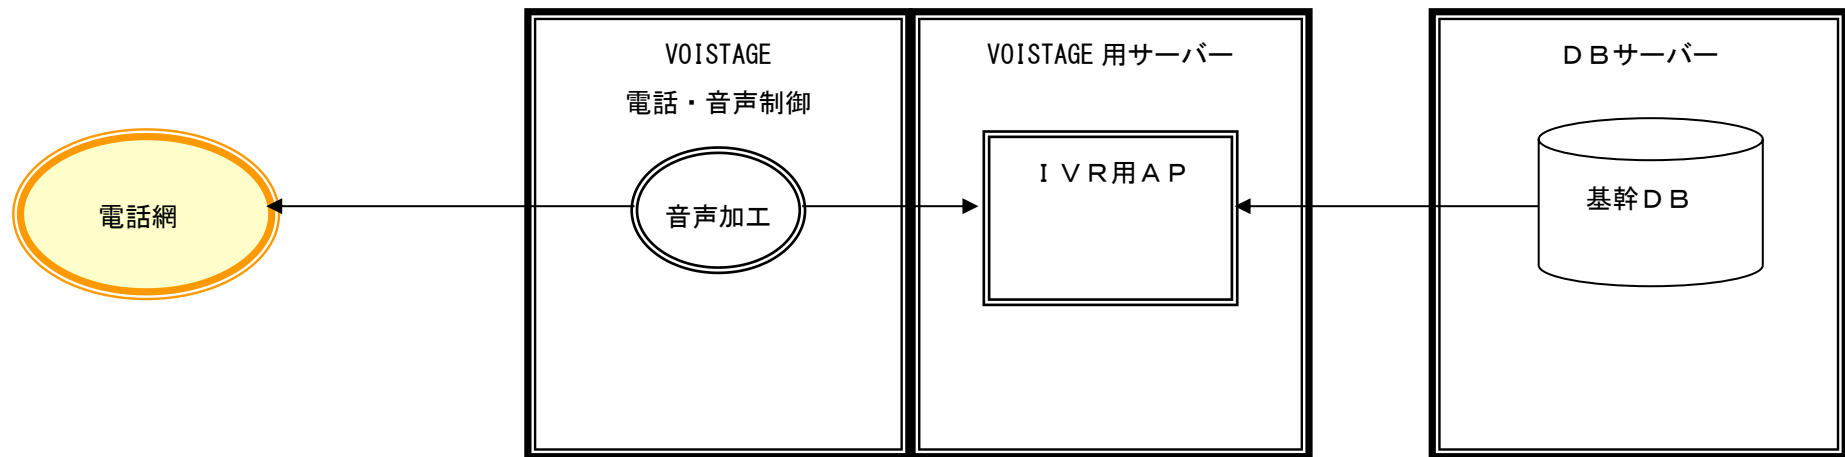 VOISTAGE
電話・音声制御
VOISTAGE 用サーバー
ＤＢサーバー
電話網
音声加工
ＩＶＲ用ＡＰ
基幹ＤＢ